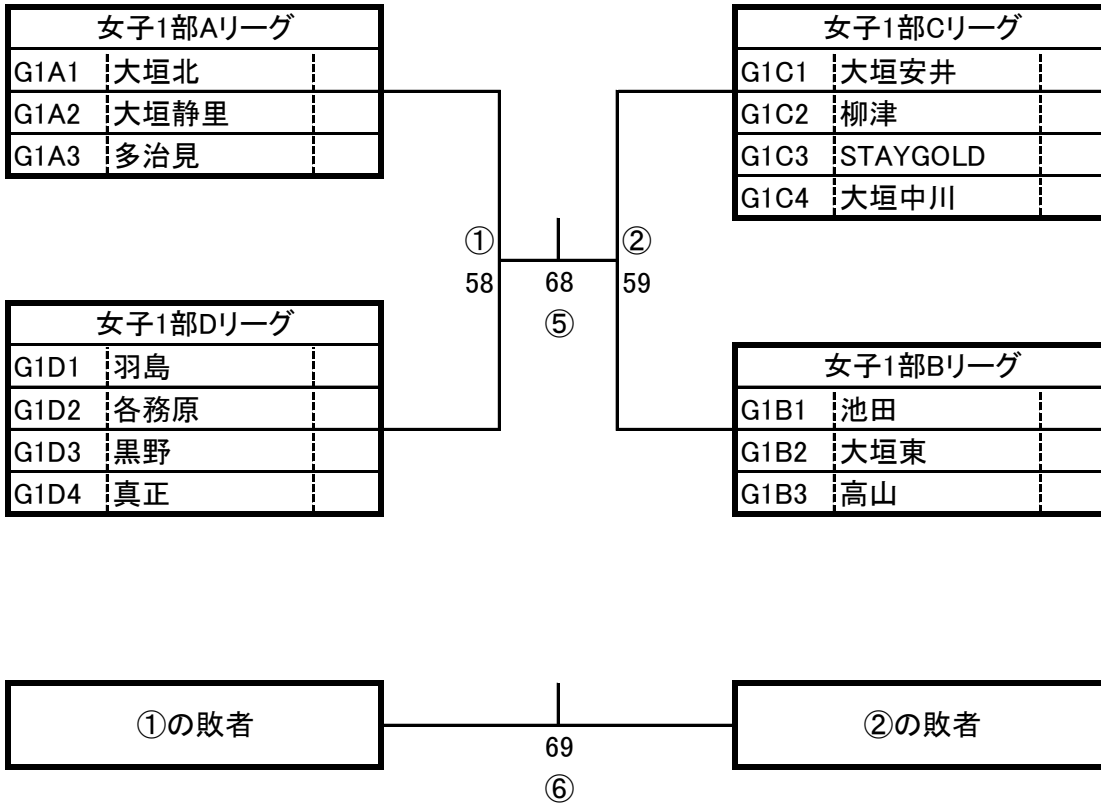 女子1部Aリーグ
G1A1 大垣北
G1A2 大垣静里
G1A3 多治見
女子1部Cリーグ
G1C1 大垣安井
G1C2 柳津
G1C3 STAYGOLD
G1C4 大垣中川
① ②
58 68 59
⑤
女子1部Dリーグ
G1D1 羽島
G1D2 各務原
G1D3 黒野
G1D4 真正
女子1部Bリーグ
G1B1 池田
G1B2 大垣東
G1B3 高山
①の敗者 ②の敗者
69
⑥